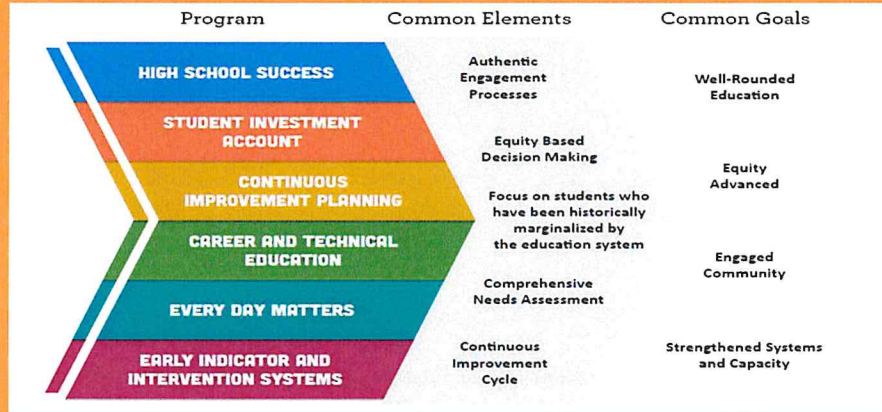 Program
Common Elements
Common Goals
HIGH SCHOOL SUCCESS
STUDENT INVESTMENT
ACCOUNT
CONTINUOUS
IMPROVEMENT PLANNING
CAREER AND TECHNICAL
EDUCATION
EVERY DAY MATTERS
EARLY INDICATOR AND
INTERVENTION SYSTEMS
Authentic
Engagement
Processes
Equity Based
Decision Making
Focus on students who
have been historically
marginalized by
the education system
Comprehensive
Needs Assessment
Continuous
Improvement
Cycle
Well-Rounded
Education
Equity
Advanced
Engaged
Community
Strengthened Systems
and Capacity